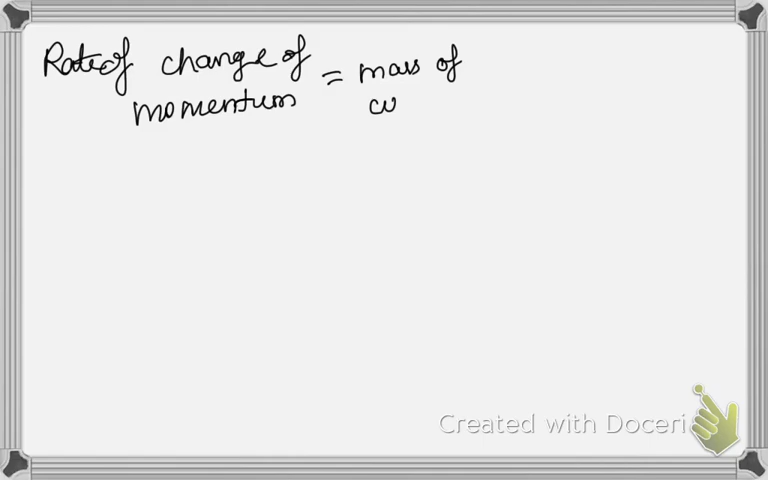 Rate of change of = mass of
momentum w
Created with Doceri